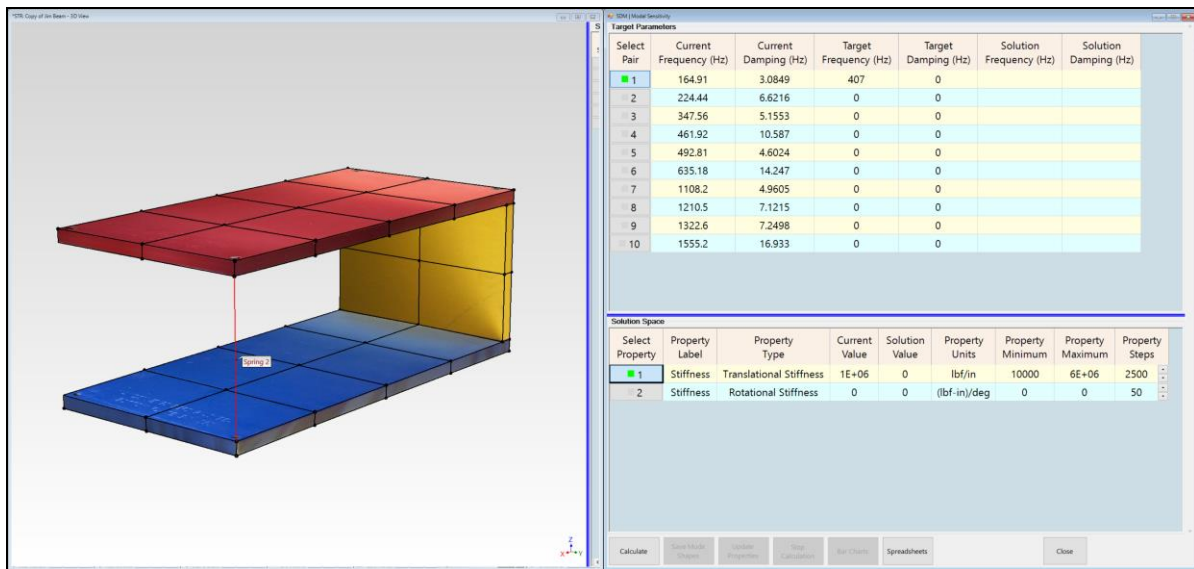 *STR: Copy of Jim Beam - 3D View
S
Spring 2
Z
X Y
SDM | Modal Sensitivity
Target Parameters
Select Pair Current Frequency (Hz) Current Damping (Hz) Target Frequency (Hz) Target Damping (Hz) Solution Frequency (Hz) Solution Damping (Hz)
1 164.91 3.0849 407 0
2 224.44 6.6216 0 0
3 347.56 5.1553 0 0
4 461.92 10.587 0 0
5 492.81 4.6024 0 0
6 635.18 14.247 0 0
7 1108.2 4.9605 0 0
8 1210.5 7.1215 0 0
9 1322.6 7.2498 0 0
10 1555.2 16.933 0 0
Solution Space
Select Property Property Label Property Type Current Value Solution Value Property Units Property Minimum Property Maximum Property Steps
1 Stiffness Translational Stiffness 1E+06 0 lbf/in 10000 6E+06 2500
2 Stiffness Rotational Stiffness 0 0 (lbf-in)/deg 0 0 50
Calculate Save Mode Shapes Update Properties Stop Calculation Bar Charts Spreadsheets Close